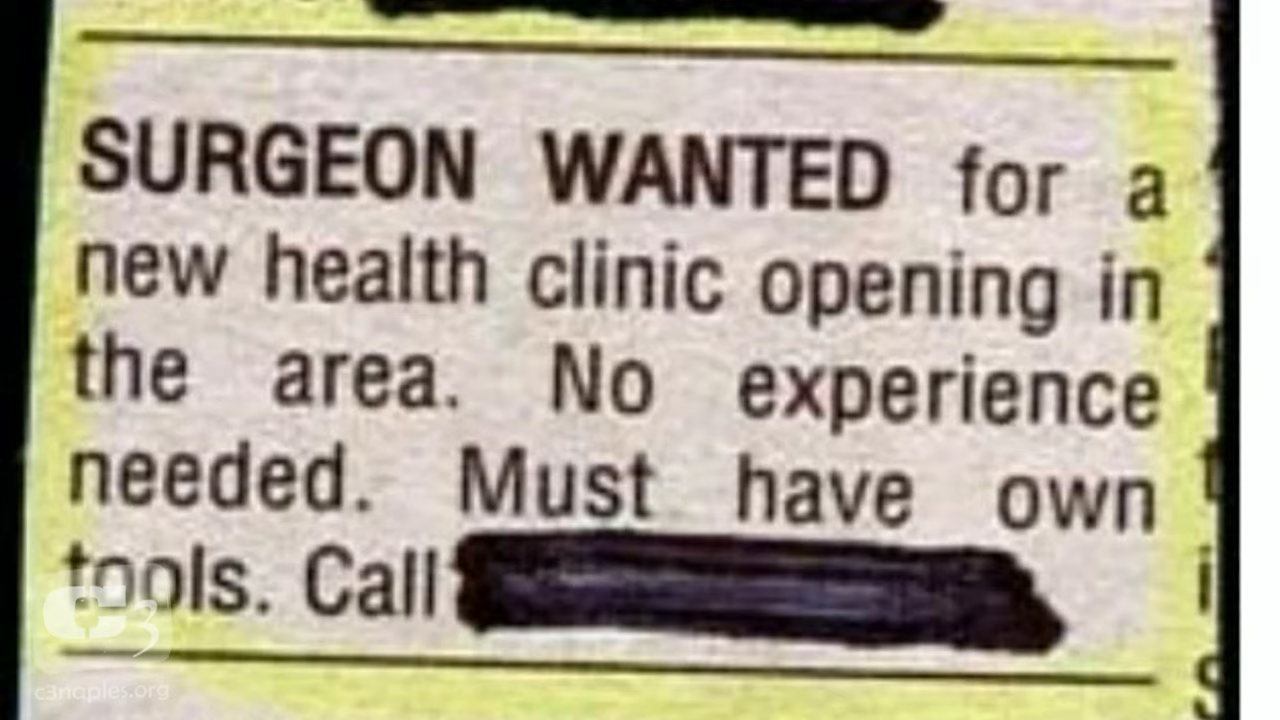 SURGEON WANTED for a
new health clinic opening in
the area. No experience
needed. Must have own
tools. Call
C3
c3naples.org